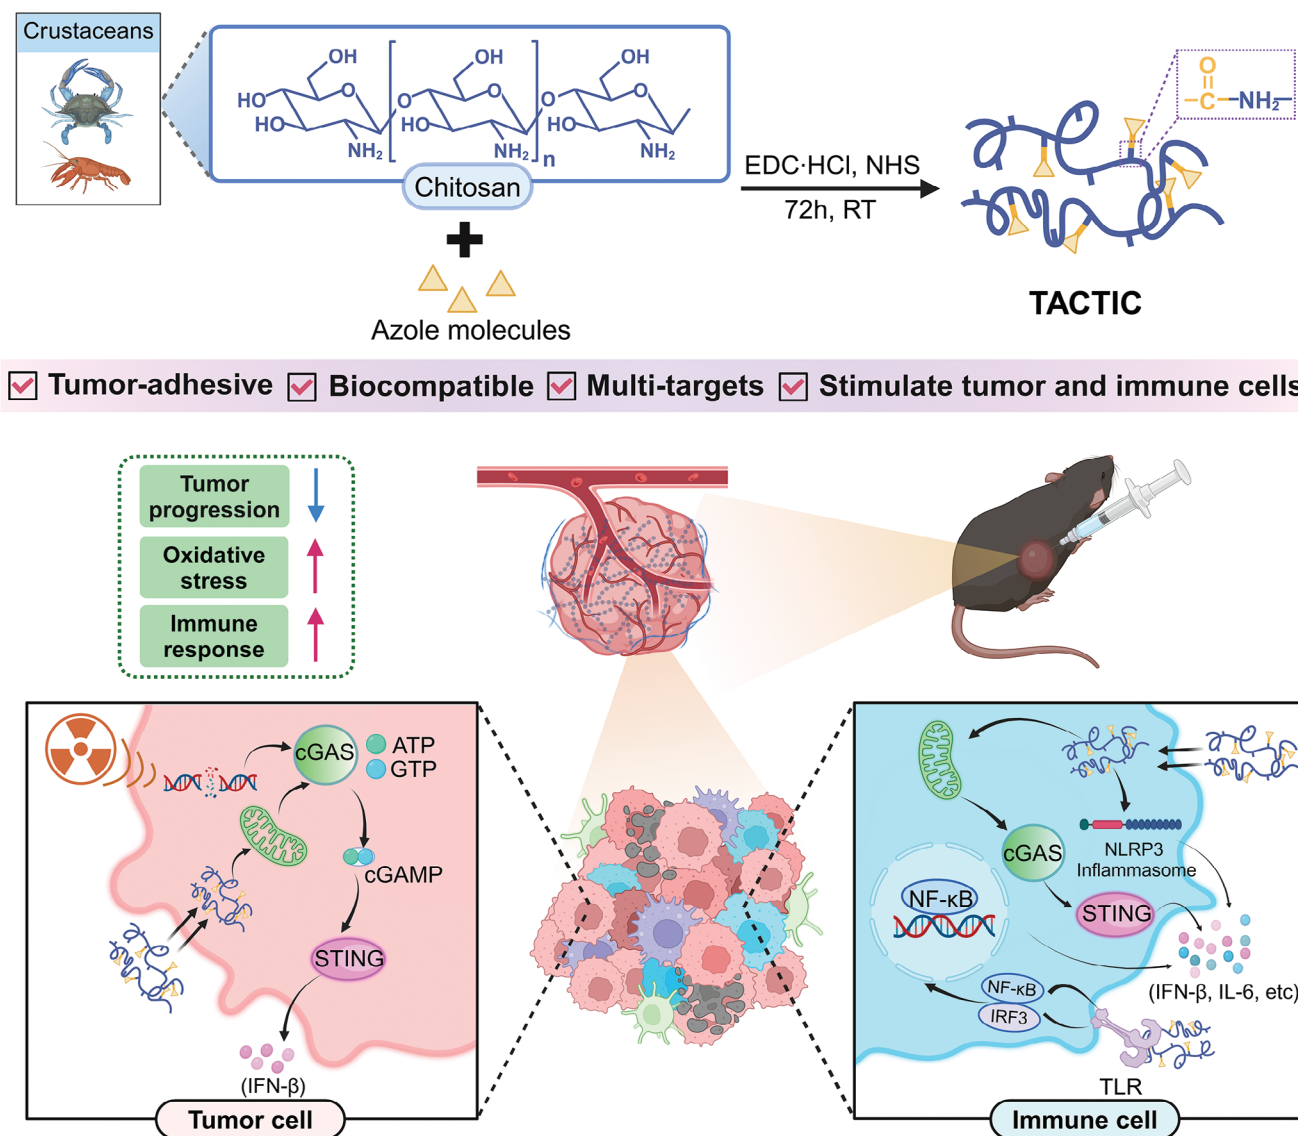 Crustaceans
OH
OH
OH
O
O
O
HO
O
O
HO
HO
HO
NH2
NH2
n
NH2
Chitosan
Azole molecules
EDC·HCl, NHS
72h, RT
O
C
NH2
TACTIC
Tumor-adhesive
Biocompatible
Multi-targets
Stimulate tumor and immune cells
Tumor
progression
Oxidative
stress
Immune
response
cGAS
ATP
GTP
cGAMP
STING
(IFN-β)
Tumor cell
NLRP3
Inflammasome
cGAS
NF-κB
STING
(IFN-β, IL-6, etc)
NF-κB
IRF3
TLR
Immune cell